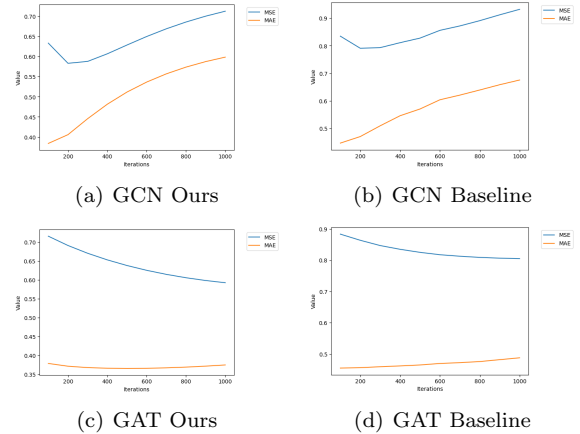 MSE
MAE
0.70
0.65
0.60
0.55
0.50
0.45
0.40
Value
200 400 600 800 1000
Iterations
(a) GCN Ours
MSE
MAE
0.9
0.8
0.7
0.6
0.5
Value
200 400 600 800 1000
Iterations
(b) GCN Baseline
MSE
MAE
0.70
0.65
0.60
0.55
0.50
0.45
0.40
0.35
Value
200 400 600 800 1000
Iterations
(c) GAT Ours
MSE
MAE
0.9
0.8
0.7
0.6
0.5
Value
200 400 600 800 1000
Iterations
(d) GAT Baseline